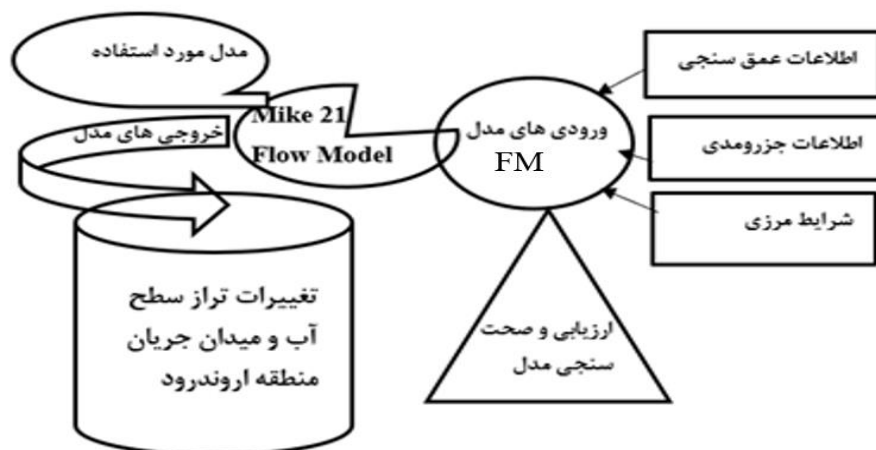 مدل مورد استفاده
Mike 21
Flow Model
خروجی های مدل
ورودی های مدل
FM
اطلاعات عمق سنجی
اطلاعات جزرومدی
شرایط مرزی
ارزیابی و صحت
سنجی مدل
تغییرات تراز سطح
آب و میدان جریان
منطقه اروندرود